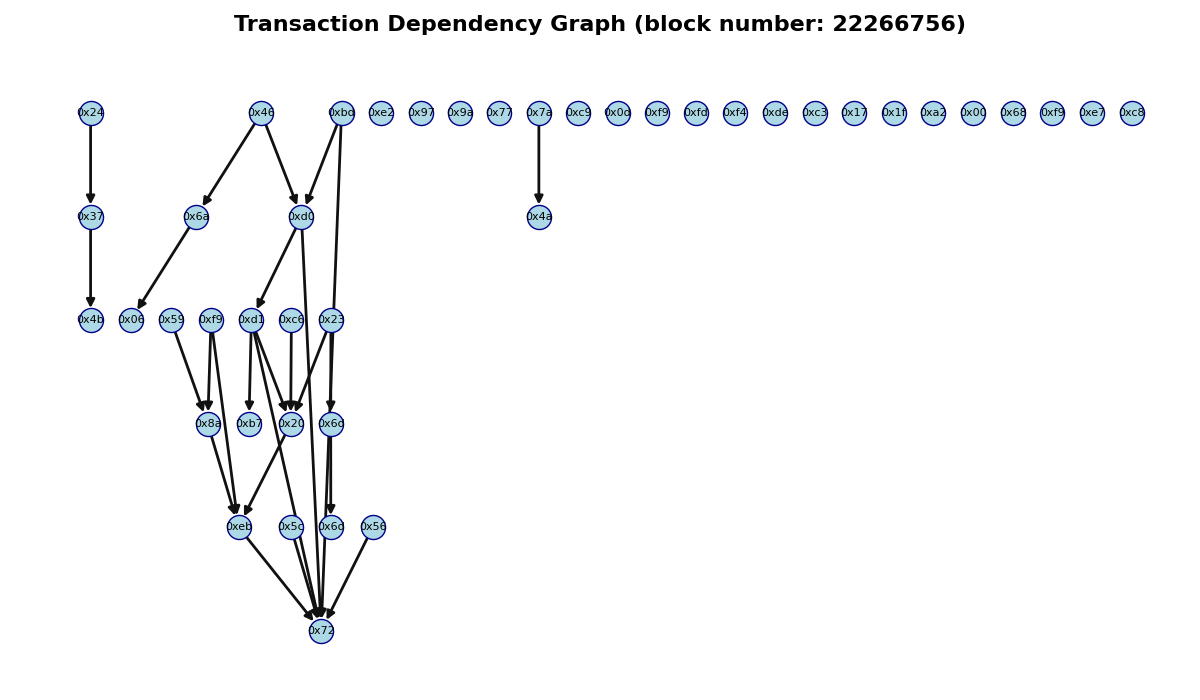 Transaction Dependency Graph (block number: 22266756)
0x24 0x46 0xbd 0xe2 0x97 0x9a 0x77 0x7a 0xc9 0x0d 0xf9 0xfd 0xf4 0xde 0xc3 0x17 0x1f 0xa2 0x00 0x68 0xf9 0xe7 0xc8
0x37 0x6a 0xd0 0x4a
0x4b 0x06 0x59 0xf9 0xd1 0xc6 0x23
0x8a 0xb7 0x20 0x6d
0xeb 0x5c 0x6d 0x56
0x72